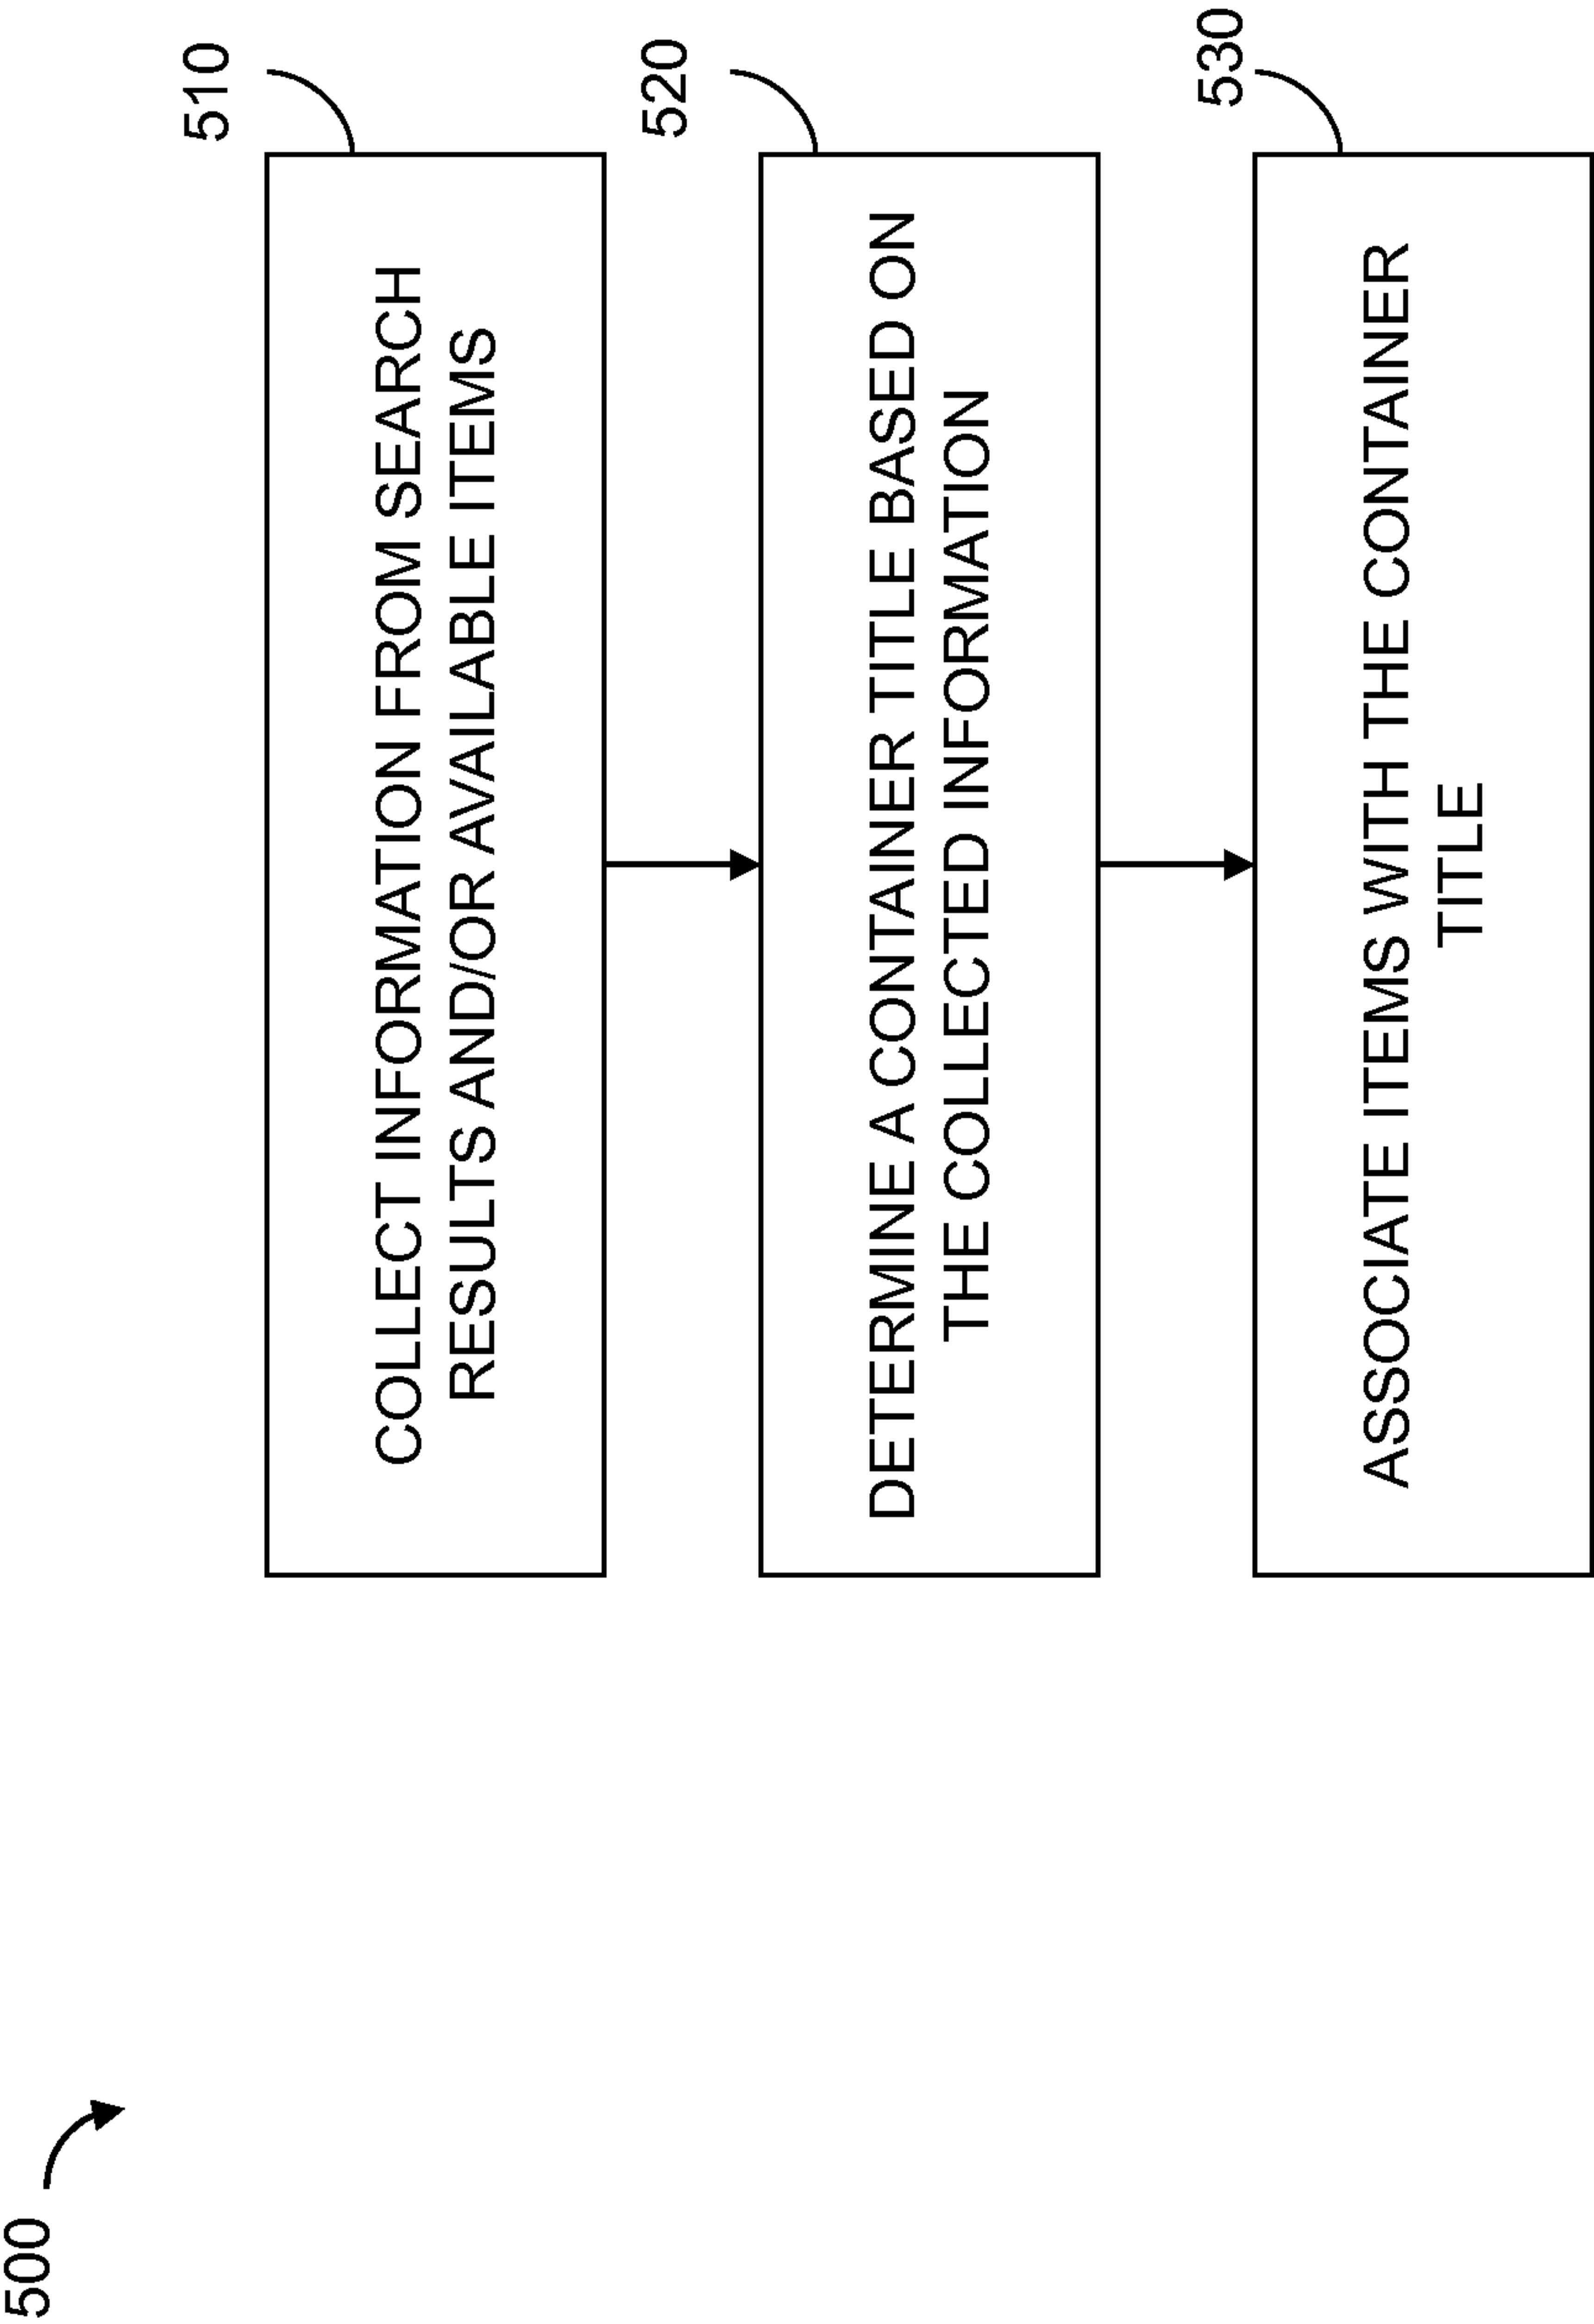 500
510
COLLECT INFORMATION FROM SEARCH
RESULTS AND/OR AVAILABLE ITEMS
520
DETERMINE A CONTAINER TITLE BASED ON
THE COLLECTED INFORMATION
530
ASSOCIATE ITEMS WITH THE CONTAINER
TITLE